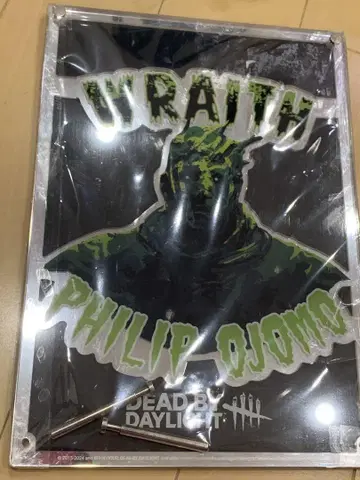 WRAITH
PHILIP OJOMO
DEAD BY
DAYLIGHT